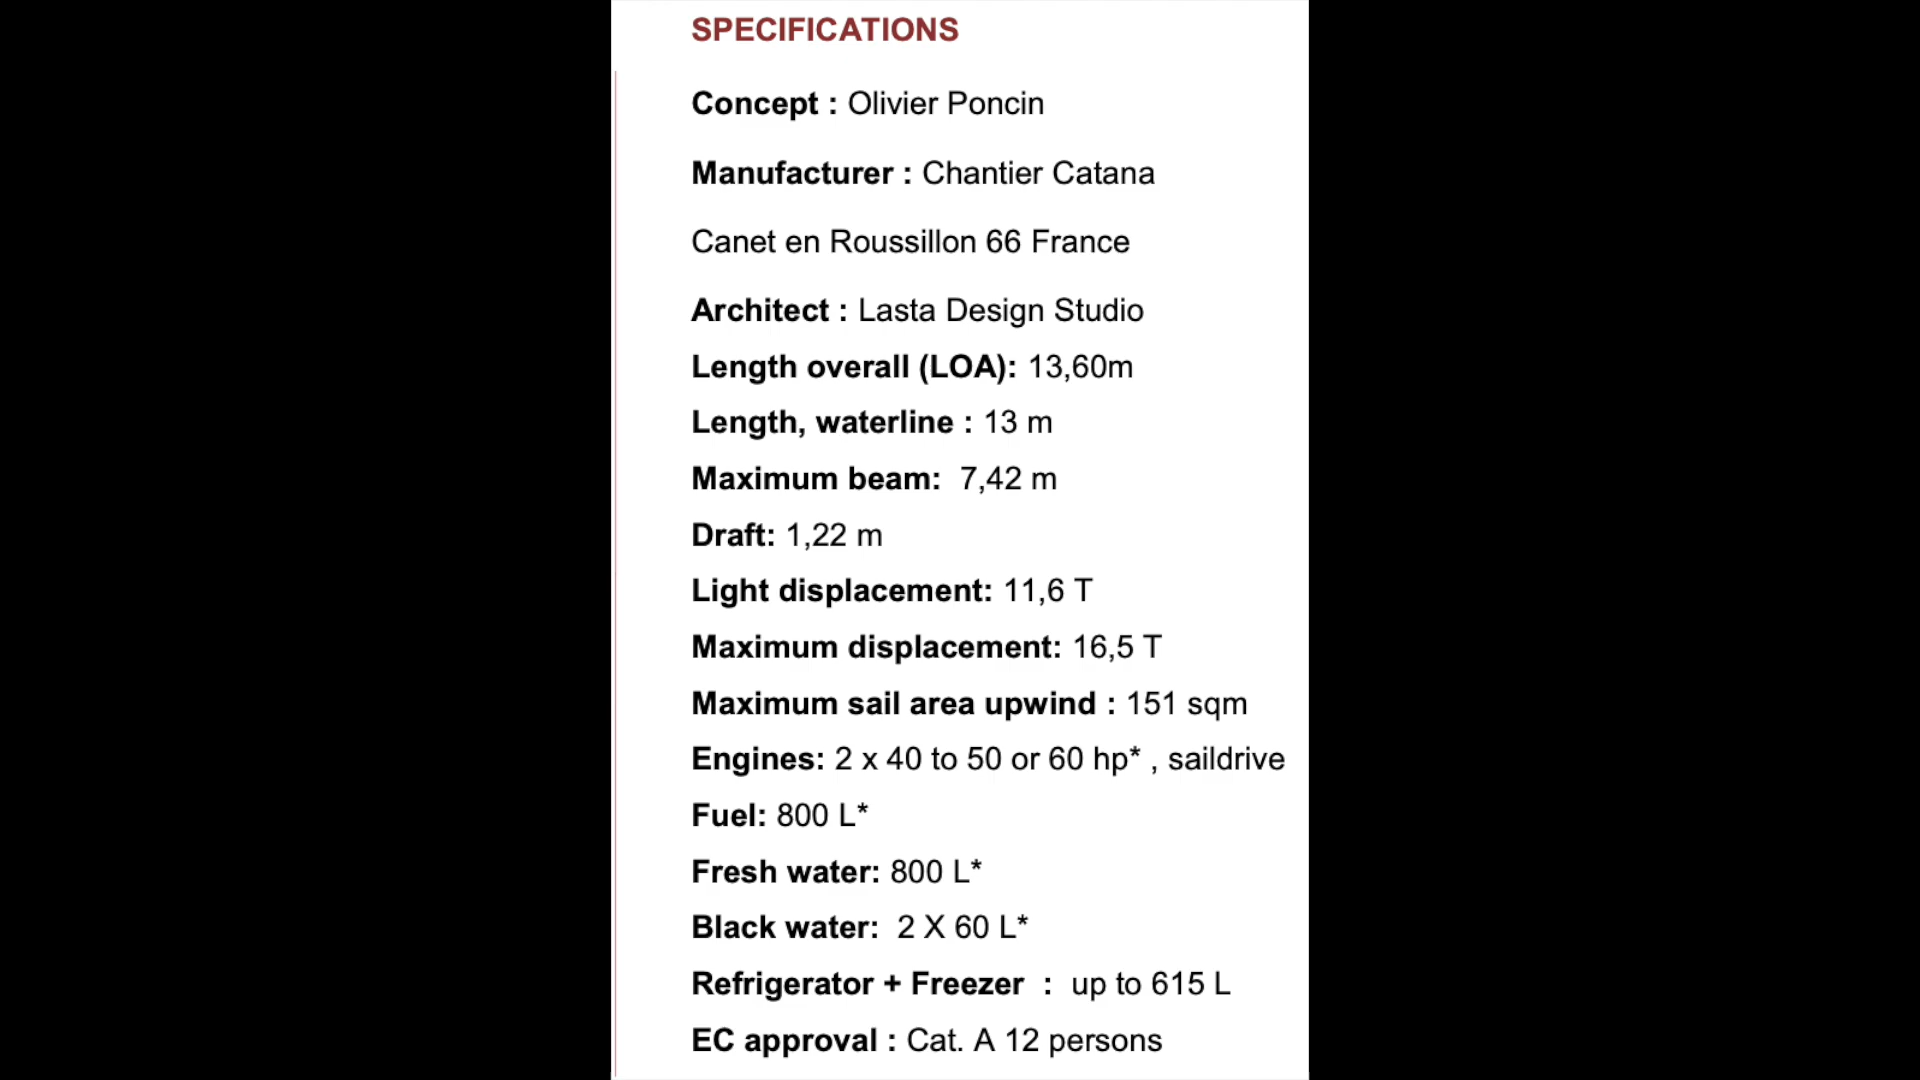 SPECIFICATIONS
Concept : Olivier Poncin
Manufacturer : Chantier Catana
Canet en Roussillon 66 France
Architect : Lasta Design Studio
Length overall (LOA): 13,60m
Length, waterline : 13 m
Maximum beam: 7,42 m
Draft: 1,22 m
Light displacement: 11,6 T
Maximum displacement: 16,5 T
Maximum sail area upwind : 151 sqm
Engines: 2 x 40 to 50 or 60 hp* , saildrive
Fuel: 800 L*
Fresh water: 800 L*
Black water: 2 X 60 L*
Refrigerator + Freezer : up to 615 L
EC approval : Cat. A 12 persons